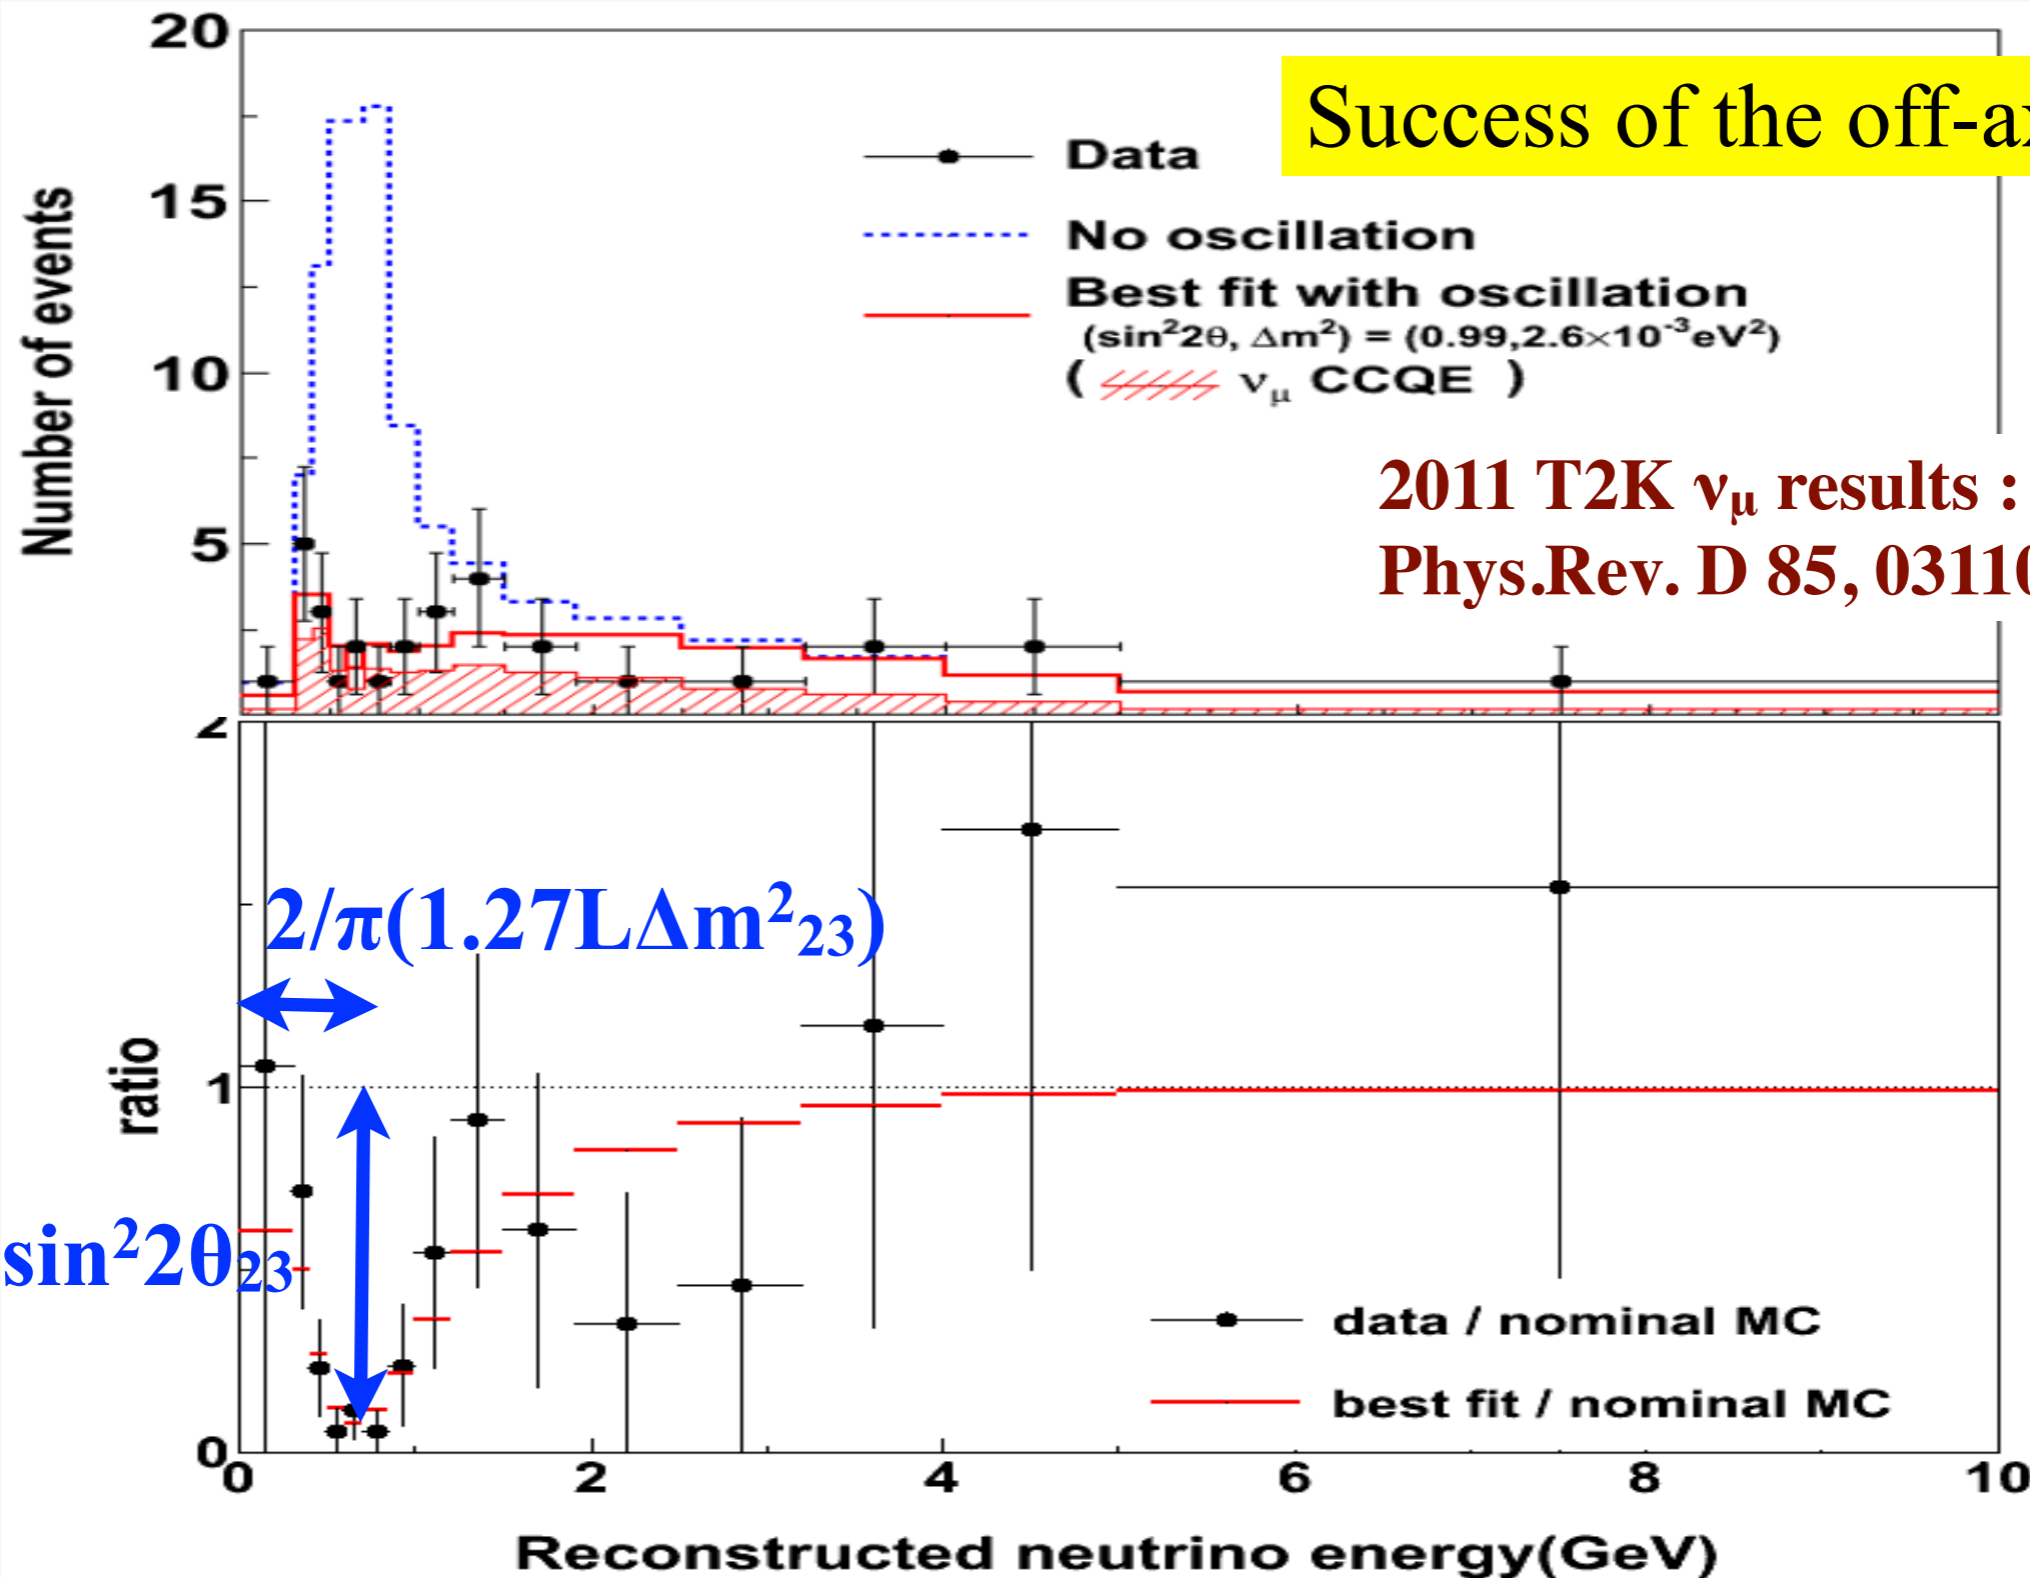 20
Success of the off-ax
Data
15
No oscillation
Best fit with oscillation
(sin²2θ, Δm²) = (0.99,2.6×10⁻³eV²)
( νμ CCQE )
10
Number of events
2011 T2K νμ results :
Phys.Rev. D 85, 03110
5
2
2/π(1.27LΔm²₂₃)
ratio
1
sin²2θ₂₃
data / nominal MC
best fit / nominal MC
0
0 2 4 6 8 10
Reconstructed neutrino energy(GeV)